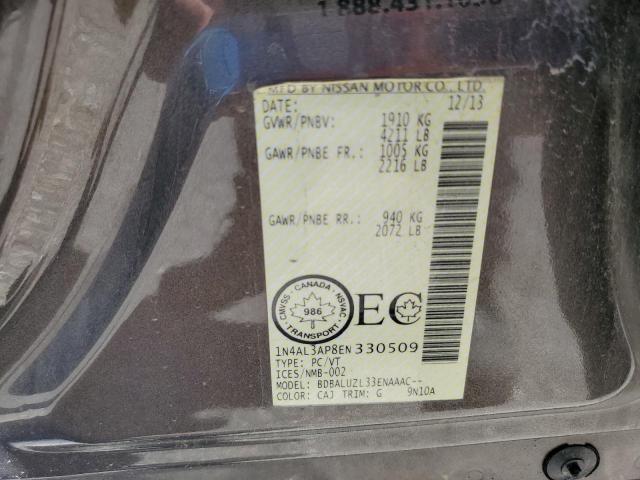 MFD BY NISSAN MOTOR CO., LTD.
DATE: 12/13
GVWR/PNBV: 1910 KG
4211 LB
GAWR/PNBE FR.: 1005 KG
2216 LB
GAWR/PNBE RR.: 940 KG
2072 LB
CMVSS - CANADA - NSVAC
986
TRANSPORT
EC
1N4AL3AP8EN330509
TYPE: PC/VT
ICES/NMB-002
MODEL: BDBALUZL33ENAAAC--
COLOR: CAJ TRIM: G 9N10A